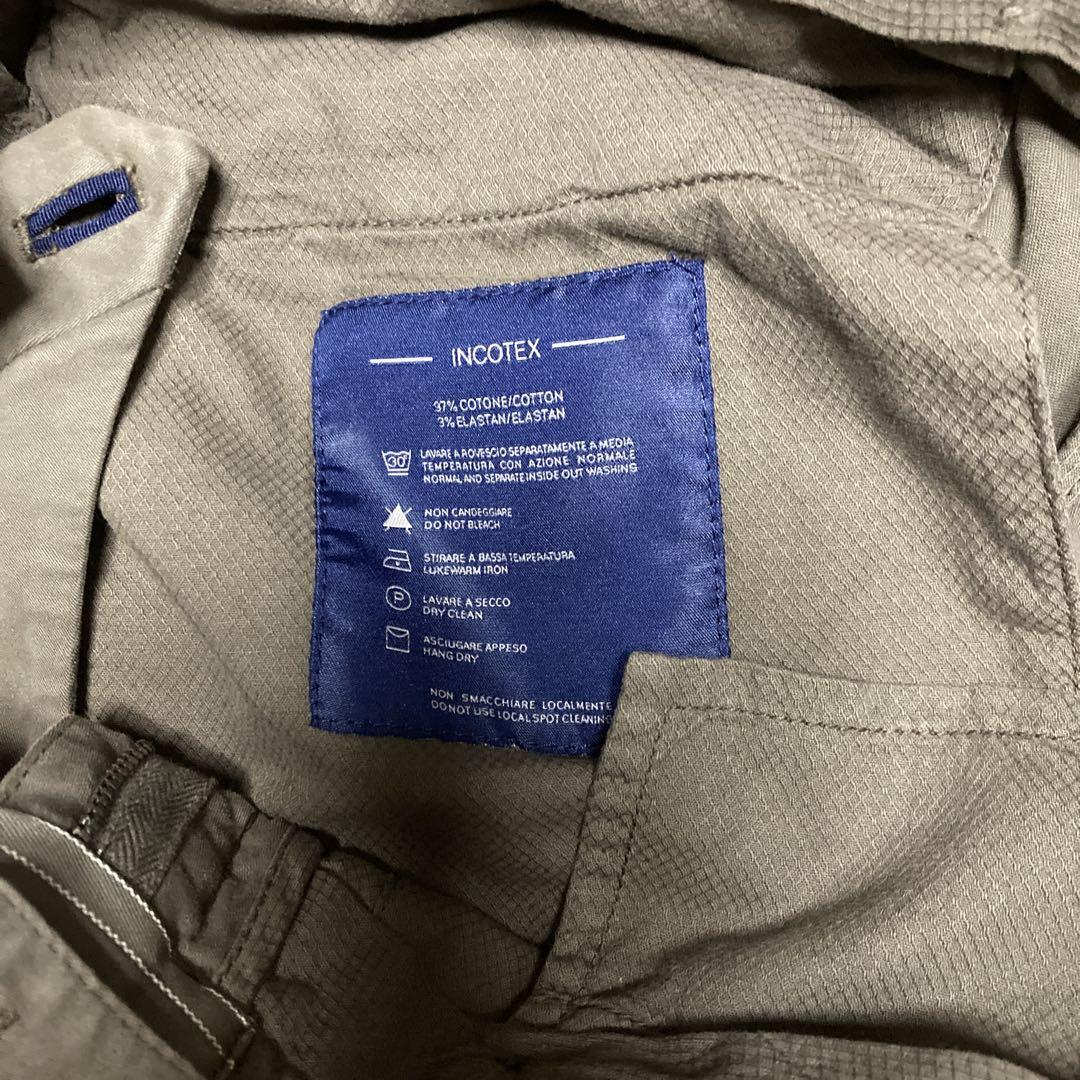 INCOTEX
97% COTONE/COTTON
3% ELASTAN/ELASTAN
30°
LAVARE A ROVESCIO SEPARATAMENTE A MEDIA
TEMPERATURA CON AZIONE NORMALE
NORMAL AND SEPARATE INSIDE OUT WASHING
NON CANDEGGIARE
DO NOT BLEACH
STIRARE A BASSA TEMPERATURA
LUKEWARM IRON
P
LAVARE A SECCO
DRY CLEAN
ASCIUGARE APPESO
HANG DRY
NON SMACCHIARE LOCALMENTE
DO NOT USE LOCAL SPOT CLEANING